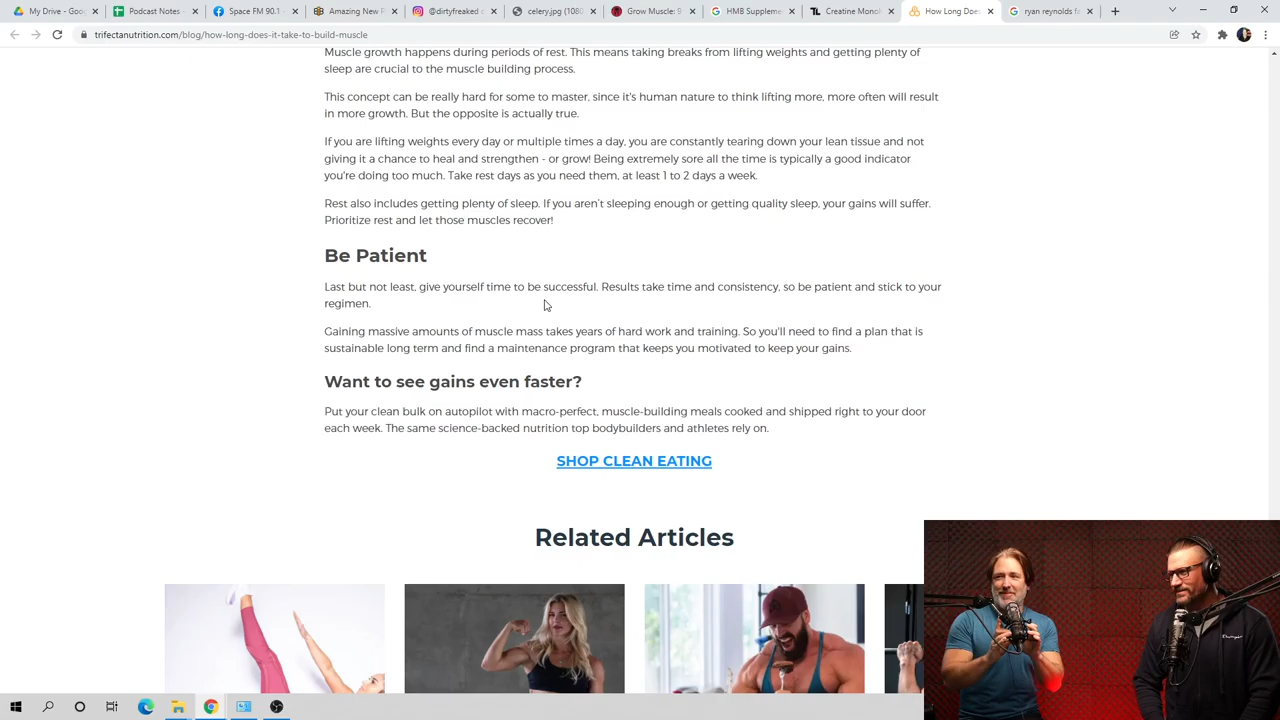 My Drive - Goo
Podcast Notes -
Space FM 90.1 -
Amazing New F
@dirtyfreaked c
celery.jpg (1080
Grow Muscle: 9
HMB Suppleme
Creatine Monoh
How Long Does
ryan reynolds fa
trifectanutrition.com/blog/how-long-does-it-take-to-build-muscle
Muscle growth happens during periods of rest. This means taking breaks from lifting weights and getting plenty of
sleep are crucial to the muscle building process.
This concept can be really hard for some to master, since it's human nature to think lifting more, more often will result
in more growth. But the opposite is actually true.
If you are lifting weights every day or multiple times a day, you are constantly tearing down your lean tissue and not
giving it a chance to heal and strengthen - or grow! Being extremely sore all the time is typically a good indicator
you're doing too much. Take rest days as you need them, at least 1 to 2 days a week.
Rest also includes getting plenty of sleep. If you aren't sleeping enough or getting quality sleep, your gains will suffer.
Prioritize rest and let those muscles recover!
Be Patient
Last but not least, give yourself time to be successful. Results take time and consistency, so be patient and stick to your
regimen.
Gaining massive amounts of muscle mass takes years of hard work and training. So you'll need to find a plan that is
sustainable long term and find a maintenance program that keeps you motivated to keep your gains.
Want to see gains even faster?
Put your clean bulk on autopilot with macro-perfect, muscle-building meals cooked and shipped right to your door
each week. The same science-backed nutrition top bodybuilders and athletes rely on.
SHOP CLEAN EATING
Related Articles